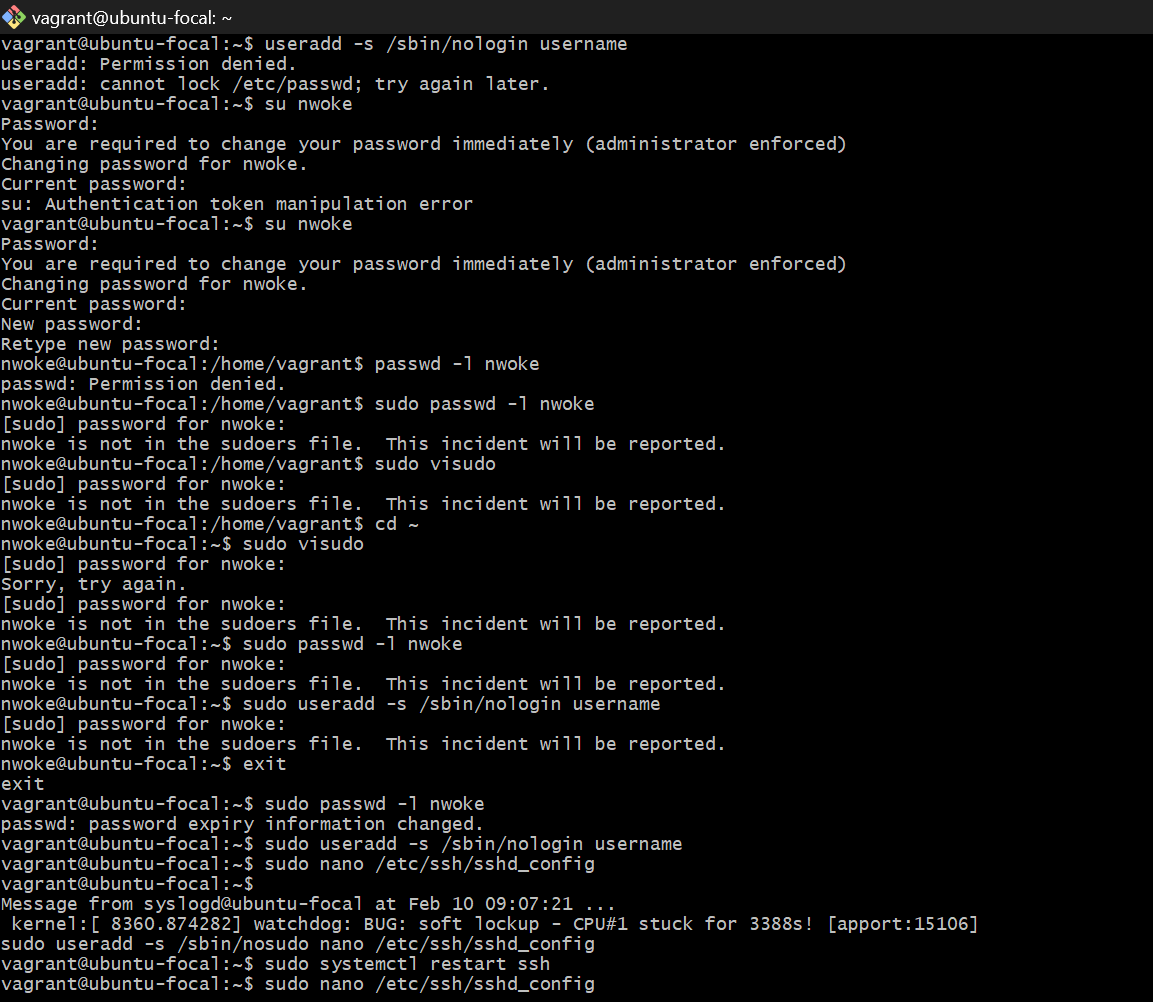 vagrant@ubuntu-focal: ~
vagrant@ubuntu-focal:~$ useradd -s /sbin/nologin username
useradd: Permission denied.
useradd: cannot lock /etc/passwd; try again later.
vagrant@ubuntu-focal:~$ su nwoke
Password:
You are required to change your password immediately (administrator enforced)
Changing password for nwoke.
Current password:
su: Authentication token manipulation error
vagrant@ubuntu-focal:~$ su nwoke
Password:
You are required to change your password immediately (administrator enforced)
Changing password for nwoke.
Current password:
New password:
Retype new password:
nwoke@ubuntu-focal:/home/vagrant$ passwd -l nwoke
passwd: Permission denied.
nwoke@ubuntu-focal:/home/vagrant$ sudo passwd -l nwoke
[sudo] password for nwoke:
nwoke is not in the sudoers file.  This incident will be reported.
nwoke@ubuntu-focal:/home/vagrant$ sudo visudo
[sudo] password for nwoke:
nwoke is not in the sudoers file.  This incident will be reported.
nwoke@ubuntu-focal:/home/vagrant$ cd ~
nwoke@ubuntu-focal:~$ sudo visudo
[sudo] password for nwoke:
Sorry, try again.
[sudo] password for nwoke:
nwoke is not in the sudoers file.  This incident will be reported.
nwoke@ubuntu-focal:~$ sudo passwd -l nwoke
[sudo] password for nwoke:
nwoke is not in the sudoers file.  This incident will be reported.
nwoke@ubuntu-focal:~$ sudo useradd -s /sbin/nologin username
[sudo] password for nwoke:
nwoke is not in the sudoers file.  This incident will be reported.
nwoke@ubuntu-focal:~$ exit
exit
vagrant@ubuntu-focal:~$ sudo passwd -l nwoke
passwd: password expiry information changed.
vagrant@ubuntu-focal:~$ sudo useradd -s /sbin/nologin username
vagrant@ubuntu-focal:~$ sudo nano /etc/ssh/sshd_config
vagrant@ubuntu-focal:~$
Message from syslogd@ubuntu-focal at Feb 10 09:07:21 ...
 kernel:[ 8360.874282] watchdog: BUG: soft lockup - CPU#1 stuck for 3388s! [apport:15106]
sudo useradd -s /sbin/nosudo nano /etc/ssh/sshd_config
vagrant@ubuntu-focal:~$ sudo systemctl restart ssh
vagrant@ubuntu-focal:~$ sudo nano /etc/ssh/sshd_config